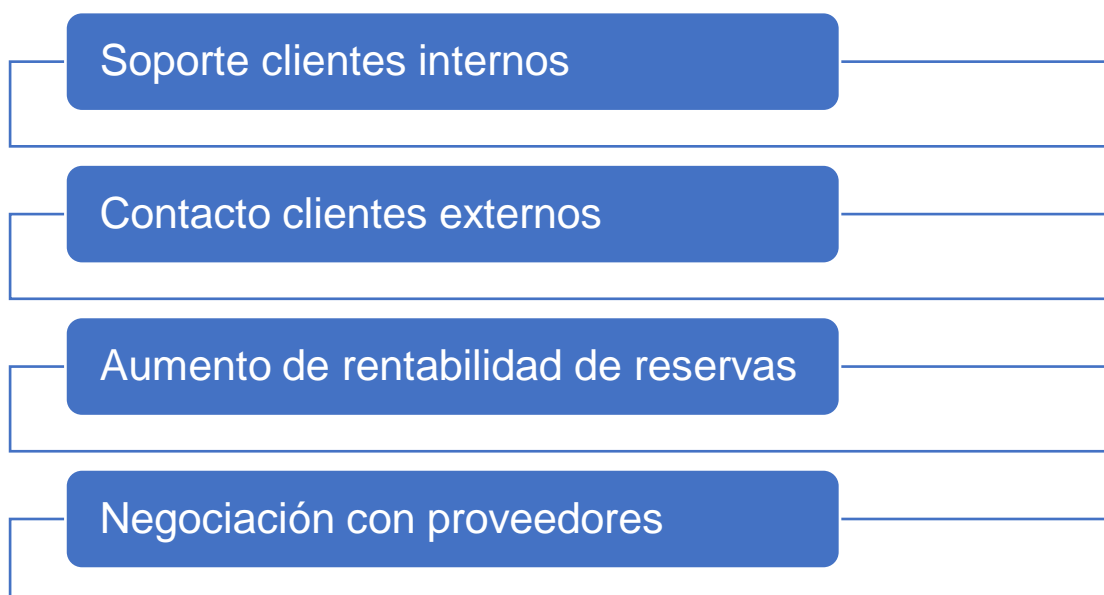 Soporte clientes internos
Contacto clientes externos
Aumento de rentabilidad de reservas
Negociación con proveedores